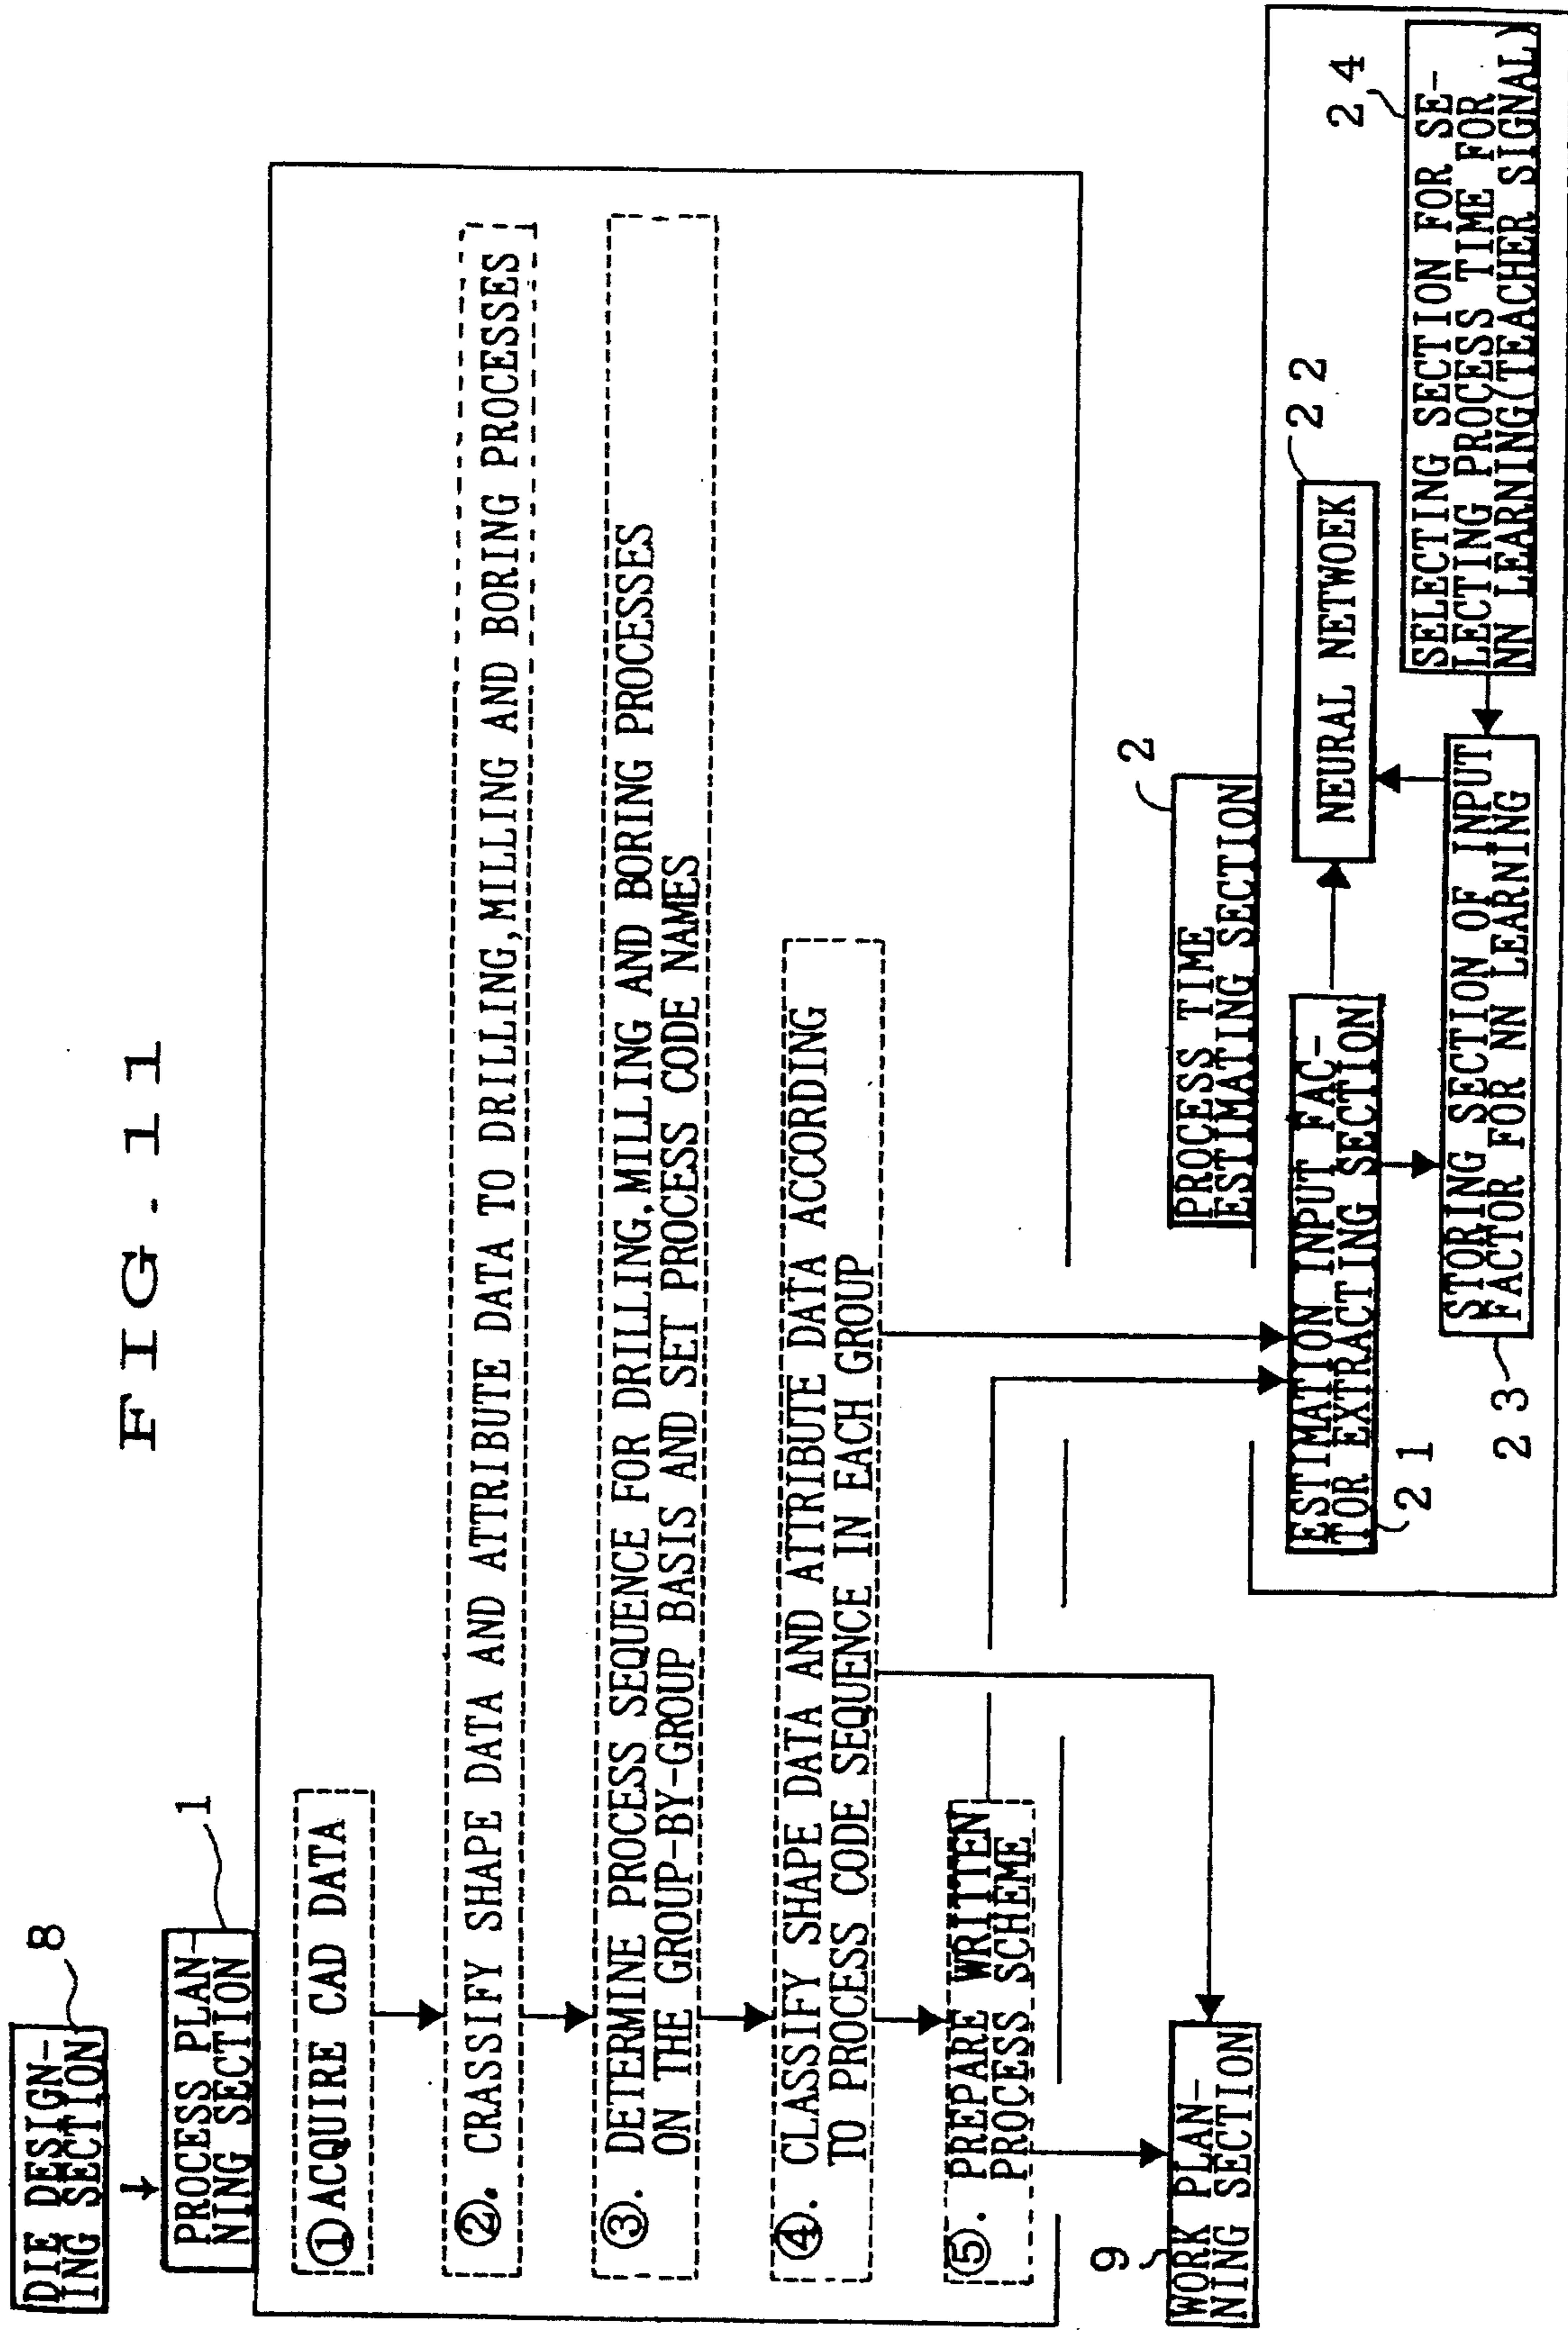 FIG. 11
DIE DESIGN-
ING SECTION
8
PROCESS PLAN-
NING SECTION
1
① ACQUIRE CAD DATA
②. CRASSIFY SHAPE DATA AND ATTRIBUTE DATA TO DRILLING, MILLING AND BORING PROCESSES
③. DETERMINE PROCESS SEQUENCE FOR DRILLING, MILLING AND BORING PROCESSES
ON THE GROUP-BY-GROUP BASIS AND SET PROCESS CODE NAMES
④. CLASSIFY SHAPE DATA AND ATTRIBUTE DATA ACCORDING
TO PROCESS CODE SEQUENCE IN EACH GROUP
⑤. PREPARE WRITTEN
PROCESS SCHEME
9
WORK PLAN-
NING SECTION
PROCESS TIME
ESTIMATING SECTION
2
ESTIMATION INPUT FAC-
TOR EXTRACTING SECTION
21
NEURAL NETWOEK
22
STORING SECTION OF INPUT
FACTOR FOR NN LEARNING
23
SELECTING SECTION FOR SE-
LECTING PROCESS TIME FOR
NN LEARNING(TEACHER SIGNAL)
24